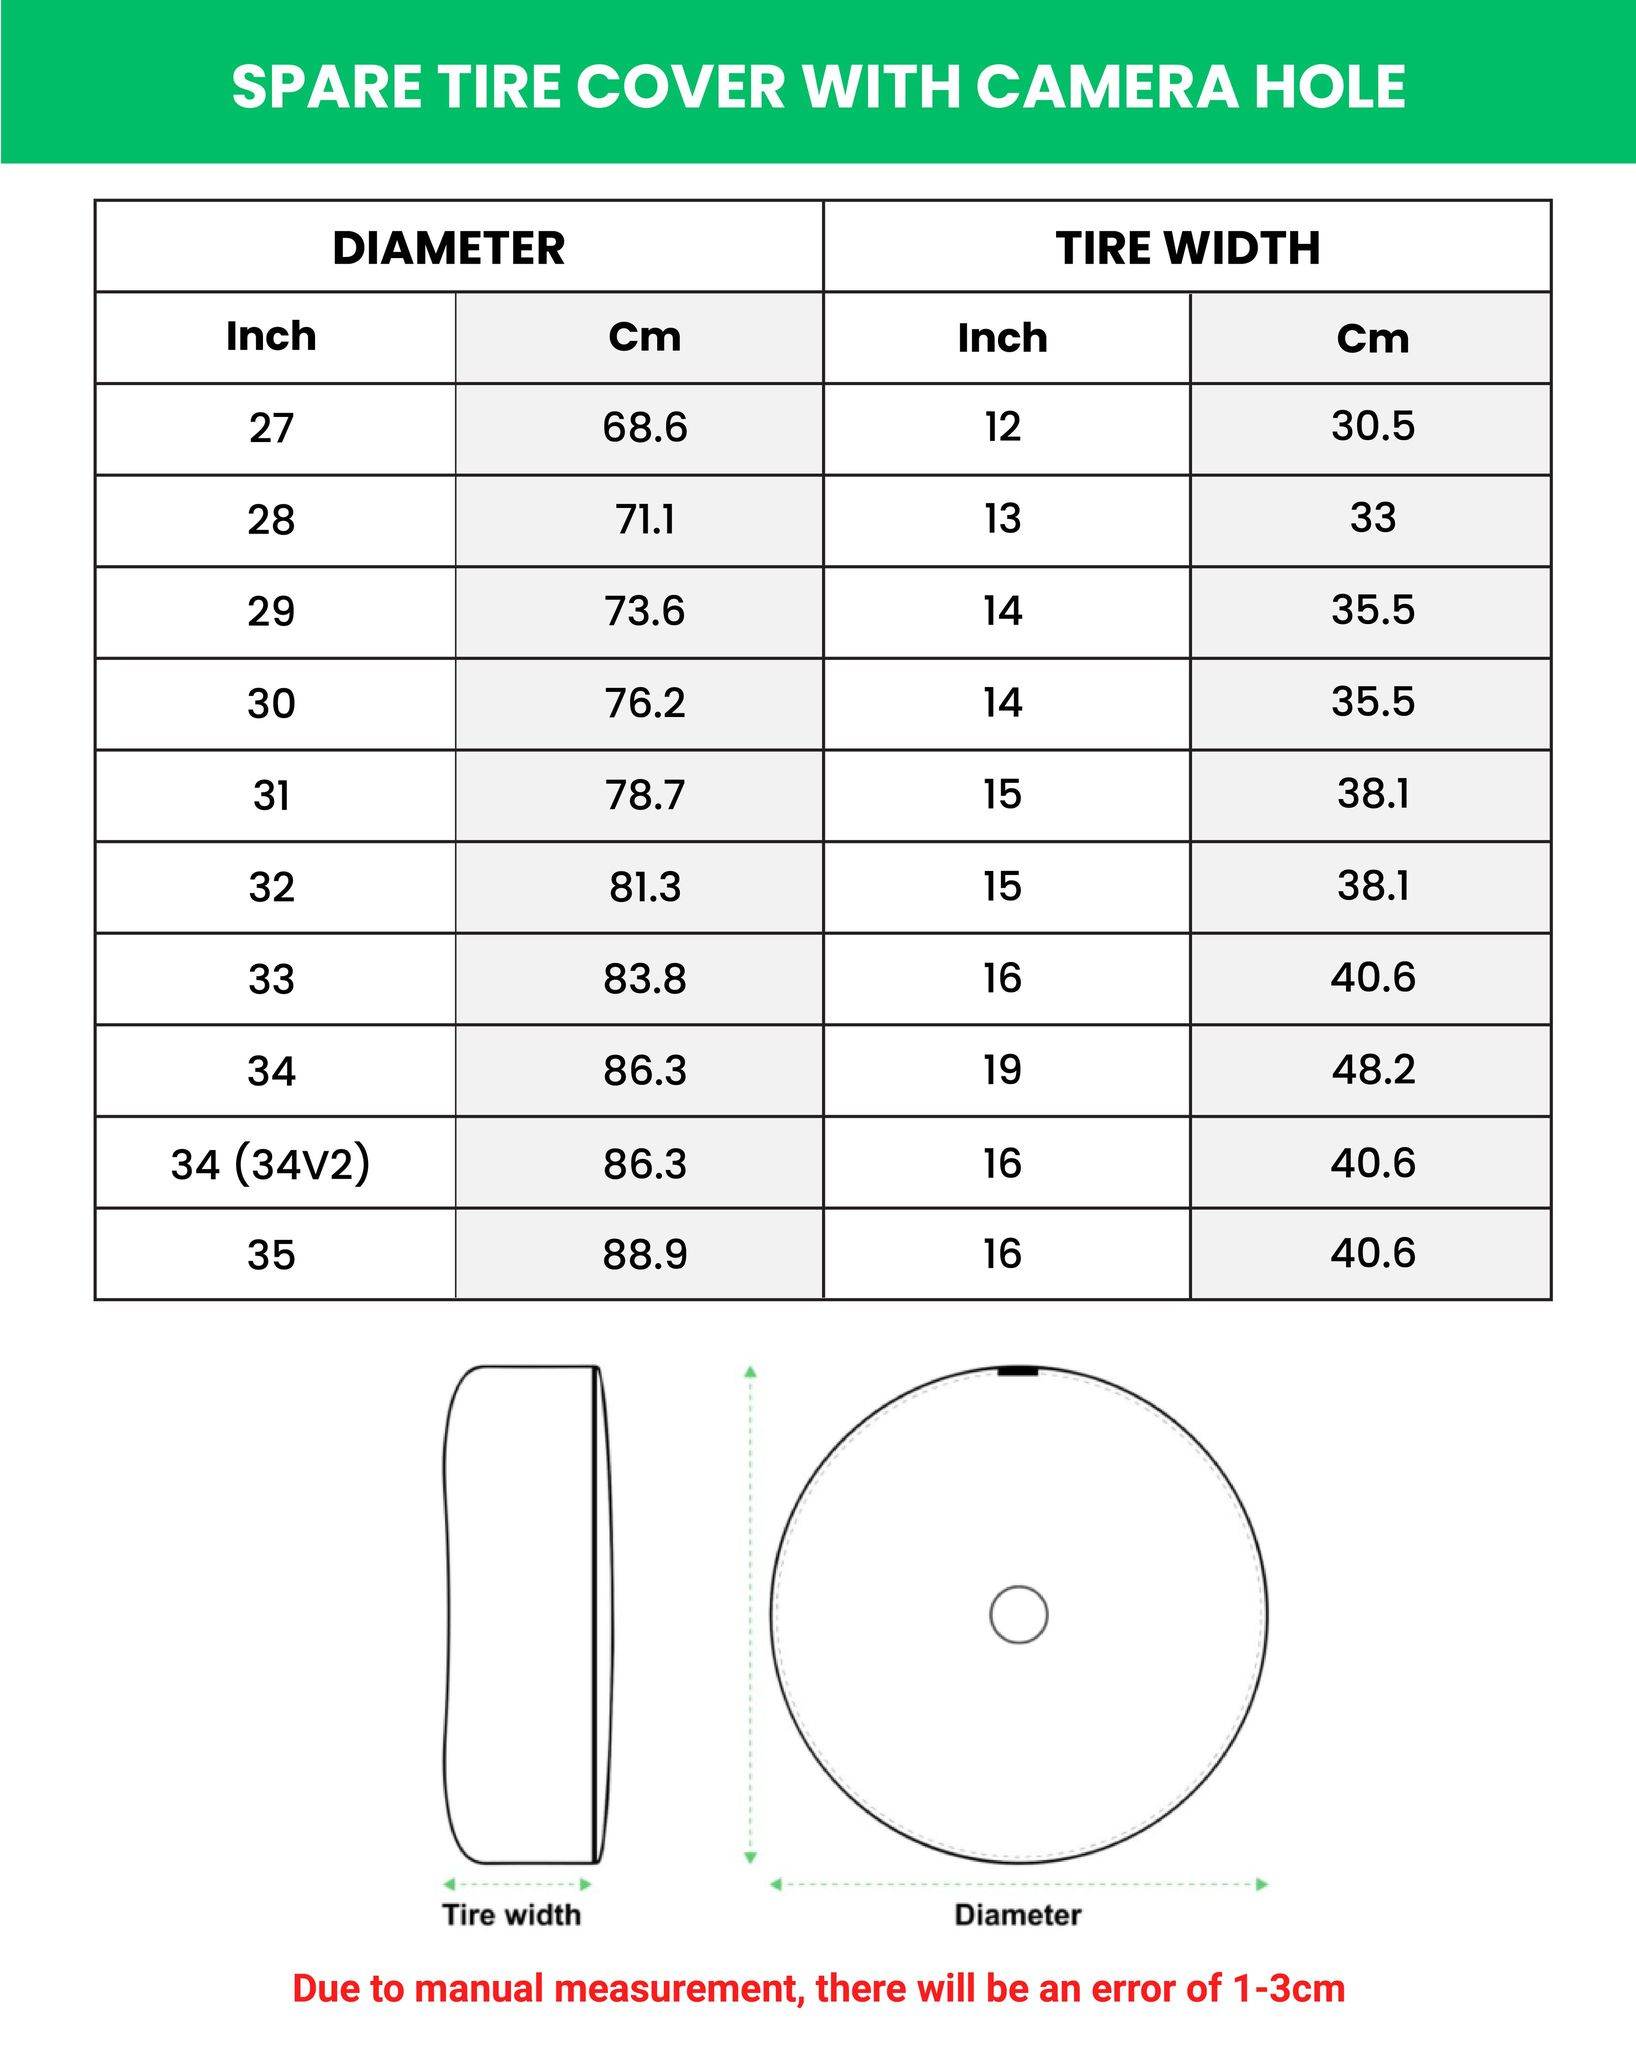 SPARE TIRE COVER WITH CAMERA HOLE
DIAMETER TIRE WIDTH
Inch Cm Inch Cm
27 68.6 12 30.5
28 71.1 13 33
29 73.6 14 35.5
30 76.2 14 35.5
31 78.7 15 38.1
32 81.3 15 38.1
33 83.8 16 40.6
34 86.3 19 48.2
34 (34V2) 86.3 16 40.6
35 88.9 16 40.6
Tire width Diameter
Due to manual measurement, there will be an error of 1-3cm